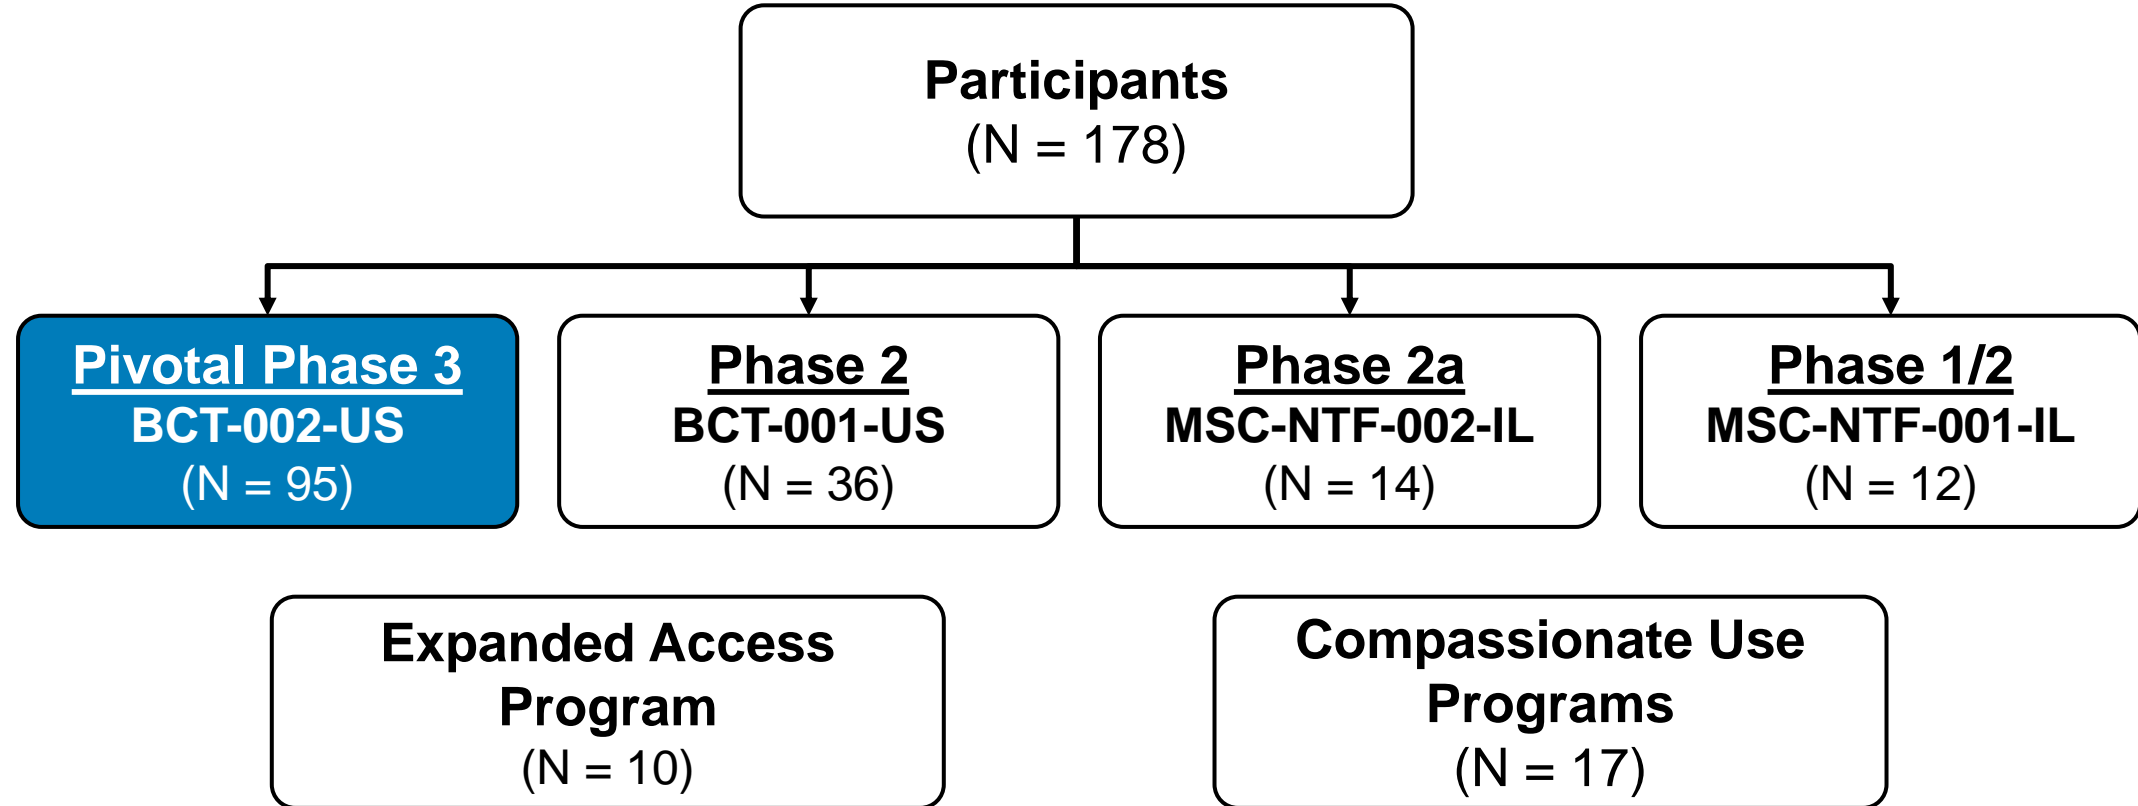 Participants
(N = 178)
Pivotal Phase 3
BCT-002-US
(N = 95)
Phase 2
BCT-001-US
(N = 36)
Phase 2a
MSC-NTF-002-IL
(N = 14)
Phase 1/2
MSC-NTF-001-IL
(N = 12)
Expanded Access
Program
(N = 10)
Compassionate Use
Programs
(N = 17)